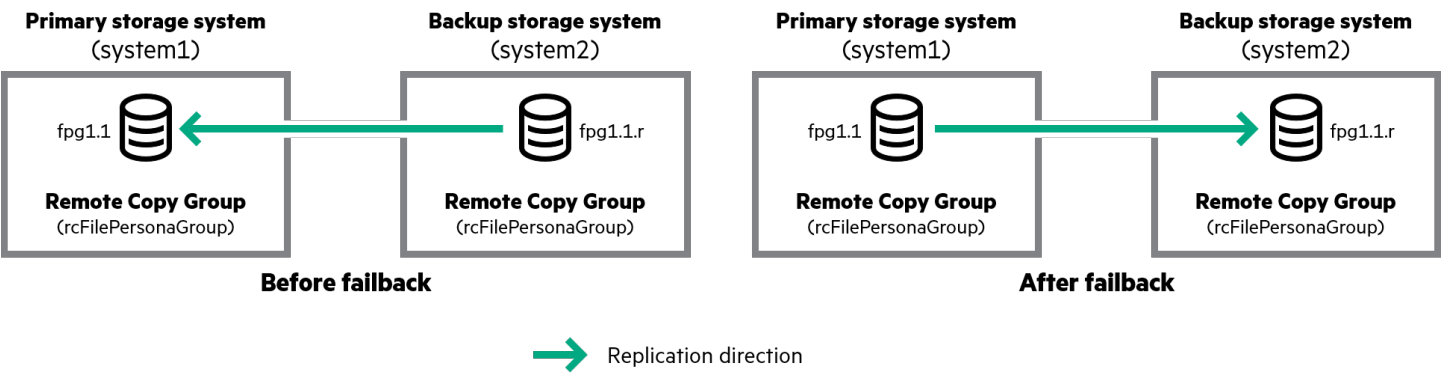 Primary storage system
(system1)
Backup storage system
(system2)
fpg1.1
fpg1.1.r
Remote Copy Group
(rcFilePersonaGroup)
Remote Copy Group
(rcFilePersonaGroup)
Before failback
Primary storage system
(system1)
Backup storage system
(system2)
fpg1.1
fpg1.1.r
Remote Copy Group
(rcFilePersonaGroup)
Remote Copy Group
(rcFilePersonaGroup)
After failback
Replication direction